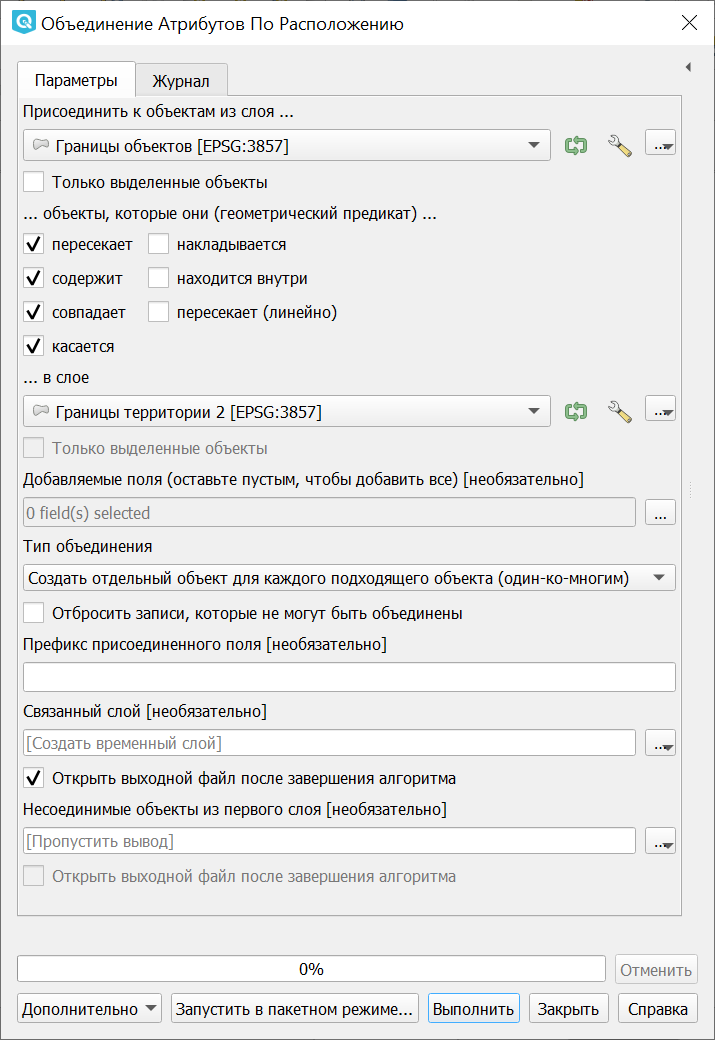 Объединение Атрибутов По Расположению
Параметры
Журнал
Присоединить к объектам из слоя ...
Границы объектов [EPSG:3857]
...
Только выделенные объекты
... объекты, которые они (геометрический предикат) ...
пересекает
накладывается
содержит
находится внутри
совпадает
пересекает (линейно)
касается
... в слое
Границы территории 2 [EPSG:3857]
...
Только выделенные объекты
Добавляемые поля (оставьте пустым, чтобы добавить все) [необязательно]
0 field(s) selected
...
Тип объединения
Создать отдельный объект для каждого подходящего объекта (один-ко-многим)
Отбросить записи, которые не могут быть объединены
Префикс присоединенного поля [необязательно]
Связанный слой [необязательно]
[Создать временный слой]
...
Открыть выходной файл после завершения алгоритма
Несоединимые объекты из первого слоя [необязательно]
[Пропустить вывод]
...
Открыть выходной файл после завершения алгоритма
0%
Отменить
Дополнительно
Запустить в пакетном режиме...
Выполнить
Закрыть
Справка